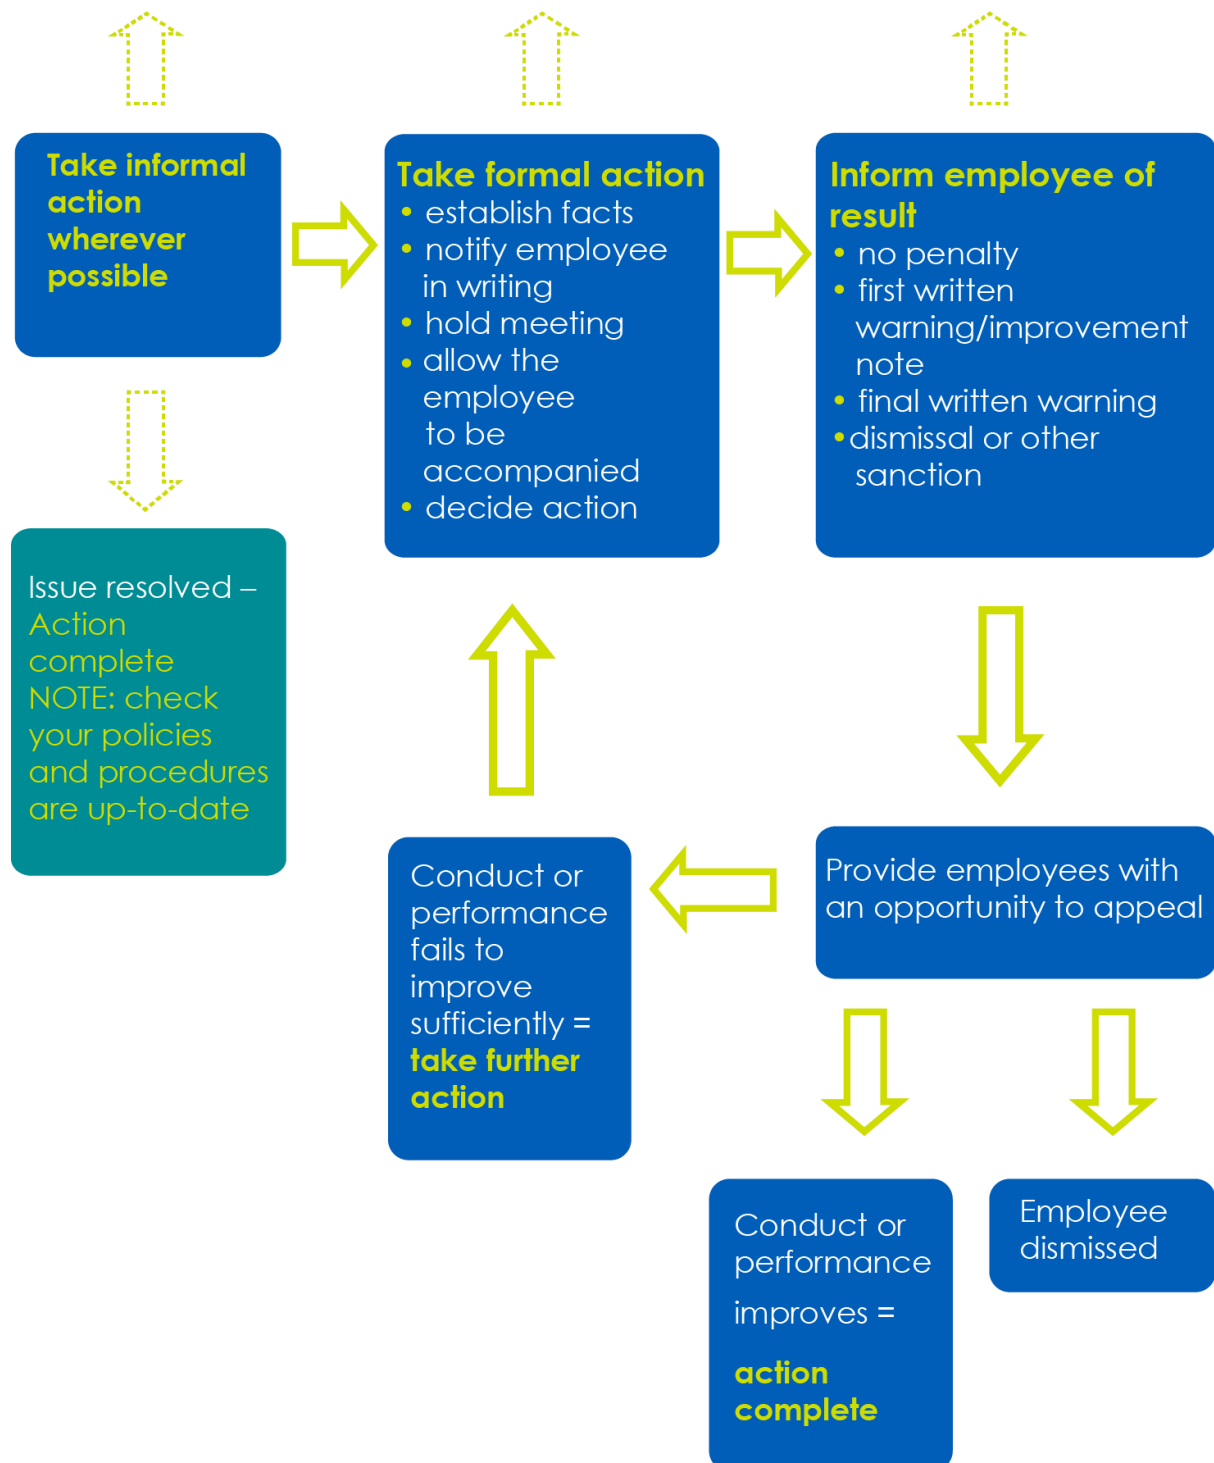 Take informal
action
wherever
possible
Take formal action
• establish facts
• notify employee
in writing
• hold meeting
• allow the
employee
to be
accompanied
• decide action
Inform employee of
result
• no penalty
• first written
warning/improvement
note
• final written warning
• dismissal or other
sanction
Issue resolved –
Action
complete
NOTE: check
your policies
and procedures
are up-to-date
Conduct or
performance
fails to
improve
sufficiently =
take further
action
Provide employees with
an opportunity to appeal
Conduct or
performance
improves =
action
complete
Employee
dismissed